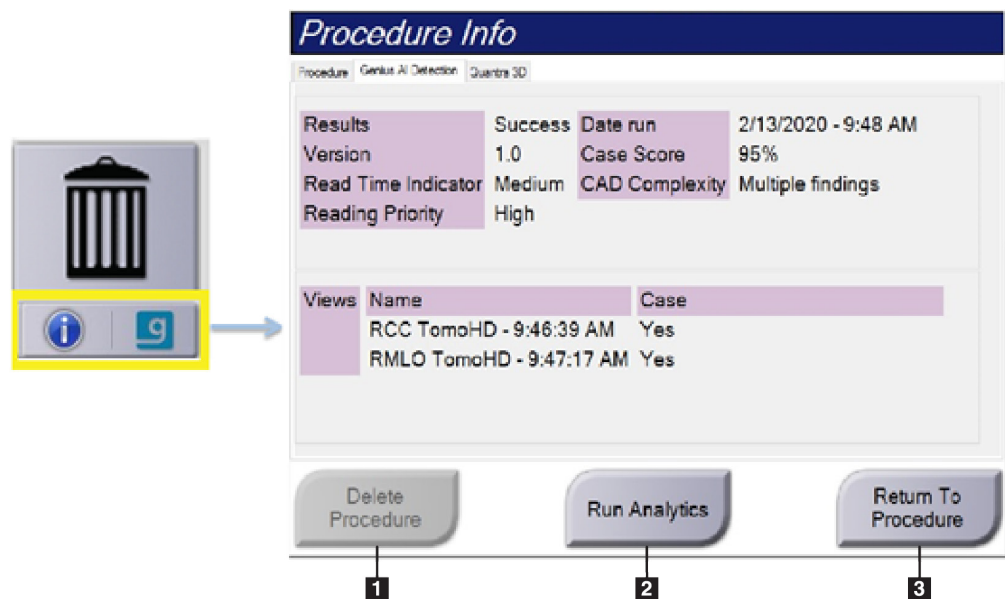 Procedure Info
Procedure Genius AI Detection Quantra 3D
Results Success Date run 2/13/2020 - 9:48 AM
Version 1.0 Case Score 95%
Read Time Indicator Medium CAD Complexity Multiple findings
Reading Priority High
i g
Views Name Case
RCC TomoHD - 9:46:39 AM Yes
RMLO TomoHD - 9:47:17 AM Yes
Delete Procedure
Run Analytics
Return To Procedure
1 2 3